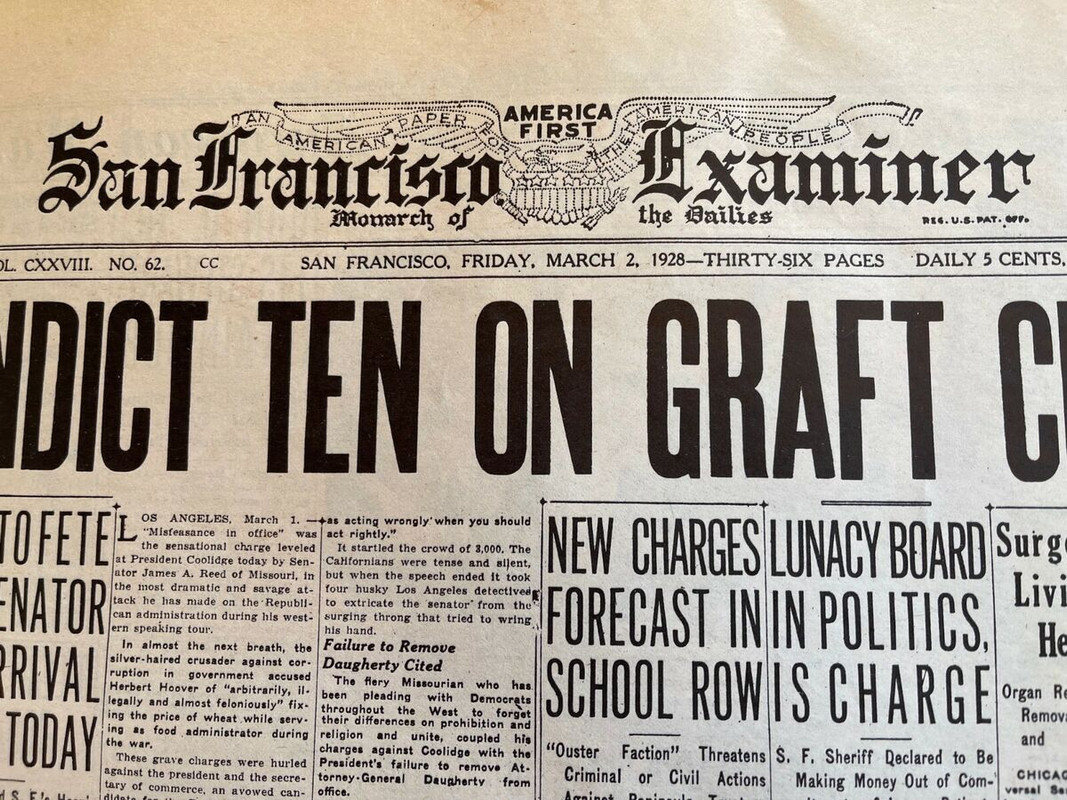 AN AMERICAN PAPER FOR THE AMERICAN PEOPLE
AMERICA
FIRST
San Francisco Examiner
Monarch of the Dailies
REG. U.S. PAT. OFF.
OL. CXXVIII. NO. 62. CC SAN FRANCISCO, FRIDAY, MARCH 2, 1928—THIRTY-SIX PAGES DAILY 5 CENTS,
NDICT TEN ON GRAFT C
TO FETE
ENATOR
RRIVAL
TODAY
d S. F.'s
LOS ANGELES, March 1. —
"Misfeasance in office" was
the sensational charge leveled
at President Coolidge today by Sen-
ator James A. Reed of Missouri, in
the most dramatic and savage at-
tack he has made on the Republi-
can administration during his west-
ern speaking tour.
In almost the next breath, the
silver-haired crusader against cor-
ruption in government accused
Herbert Hoover of "arbitrarily, il-
legally and almost feloniously" fix-
ing the price of wheat while serv-
ing as food administrator during
the war.
These grave charges were hurled
against the president and the secre-
tary of commerce, an avowed can-
as acting wrongly when you should
act rightly."
It startled the crowd of 3,000. The
Californians were tense and silent,
but when the speech ended it took
four husky Los Angeles detectives
to extricate the senator from the
surging throng that tried to wring
his hand.
Failure to Remove
Daugherty Cited
The fiery Missourian who has
been pleading with Democrats
throughout the West to forget
their differences on prohibition and
religion and unite, coupled his
charges against Coolidge with the
President's failure to remove At-
torney-General Daugherty from
office.
NEW CHARGES
FORECAST IN
SCHOOL ROW
"Ouster Faction" Threatens
Criminal or Civil Actions
Against Peninsula
LUNACY BOARD
IN POLITICS,
IS CHARGE
S. F. Sheriff Declared to Be
Making Money Out of Com-
Surge
Livi
He
Organ Re
Remova
and
CHICAG
versal Se